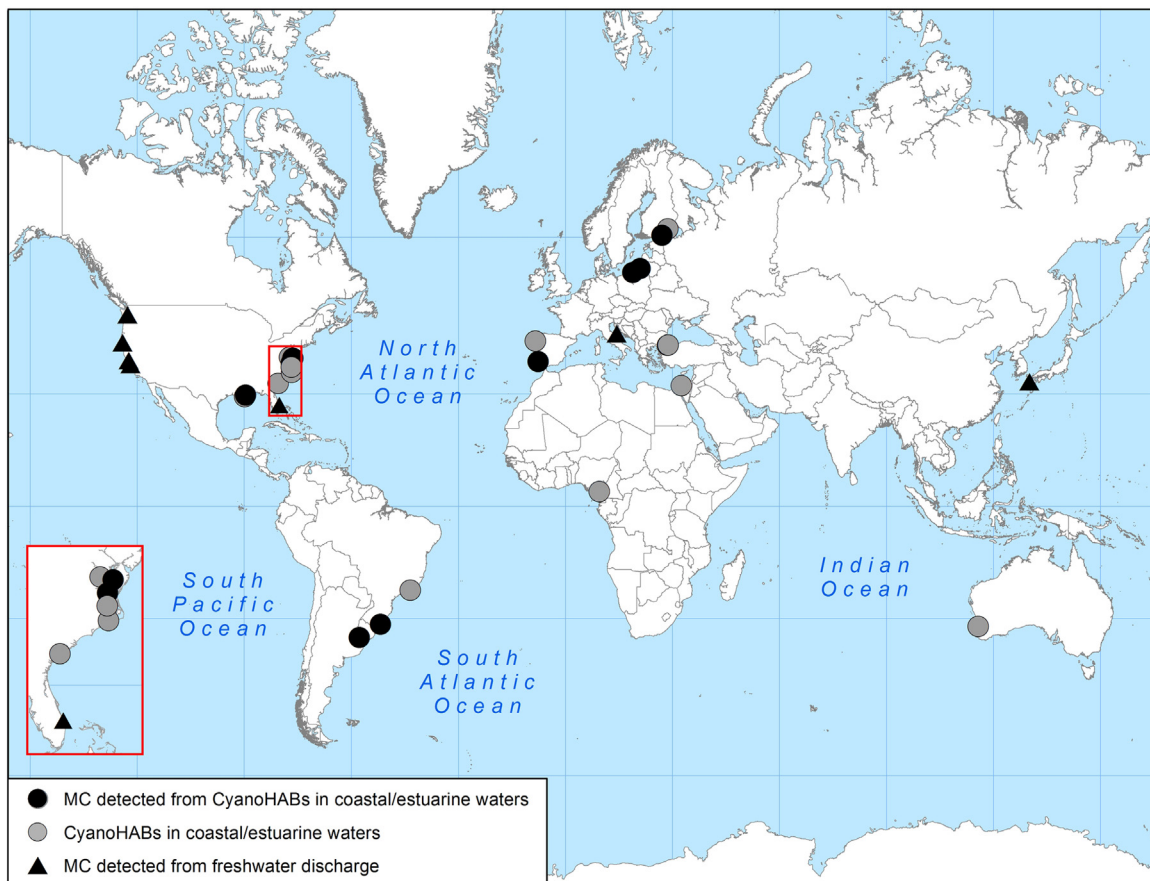 North
Atlantic
Ocean
South
Pacific
Ocean
Indian
Ocean
South
Atlantic
Ocean
MC detected from CyanoHABs in coastal/estuarine waters
CyanoHABs in coastal/estuarine waters
MC detected from freshwater discharge